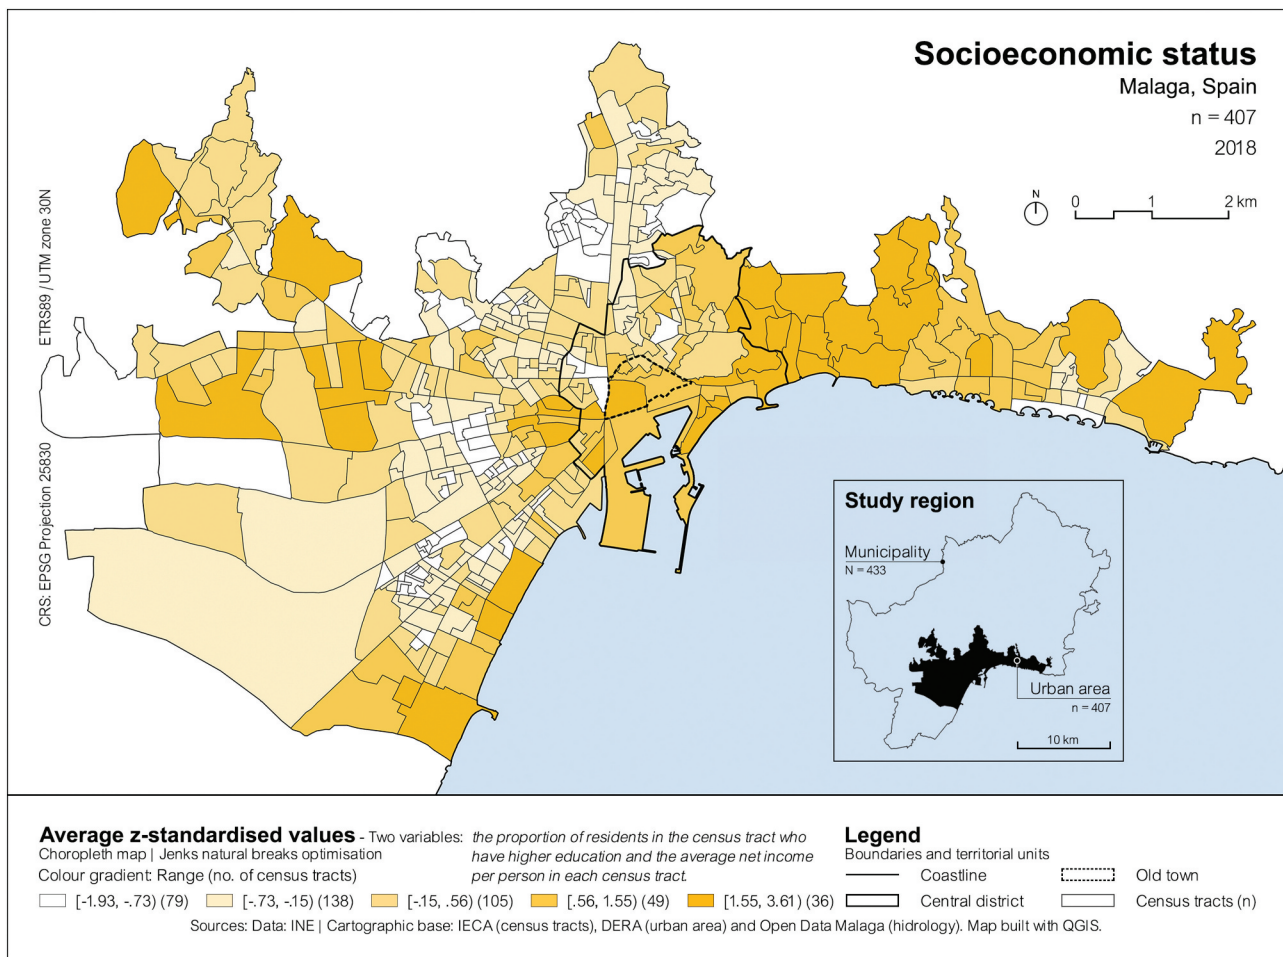 Socioeconomic status
Malaga, Spain
n = 407
2018
N
0 1 2 km
ETRS89 / UTM zone 30N
CRS: EPSG Projection 25830
Study region
Municipality
N = 433
Urban area
n = 407
10 km
Average z-standardised values - Two variables: the proportion of residents in the census tract who
have higher education and the average net income
per person in each census tract.
Choropleth map | Jenks natural breaks optimisation
Colour gradient: Range (no. of census tracts)
[-1.93, -.73) (79) [-.73, -.15) (138) [-.15, .56) (105) [.56, 1.55) (49) [1.55, 3.61) (36)
Legend
Boundaries and territorial units
Coastline Old town
Central district Census tracts (n)
Sources: Data: INE | Cartographic base: IECA (census tracts), DERA (urban area) and Open Data Malaga (hidrology). Map built with QGIS.